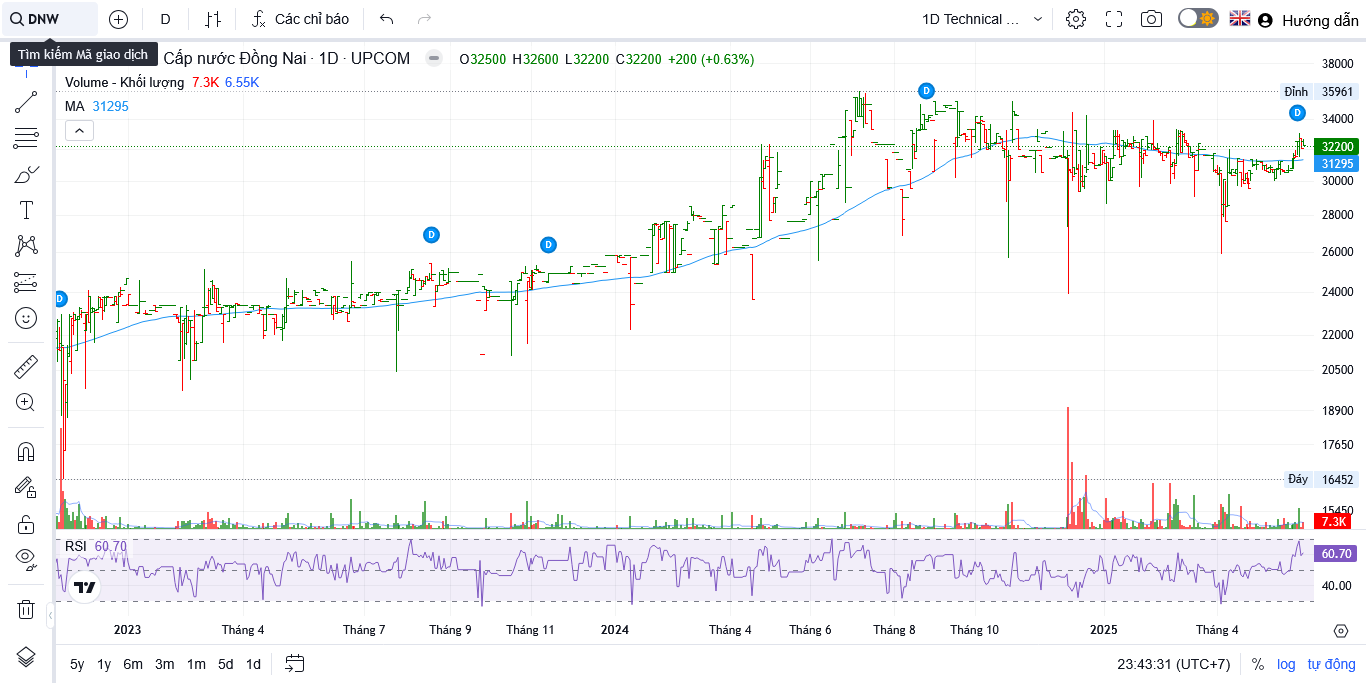 DNW
D
Các chỉ báo
1D Technical ...
Hướng dẫn
Tìm kiếm Mã giao dịch
Cấp nước Đồng Nai · 1D · UPCOM
O32500 H32600 L32200 C32200 +200 (+0.63%)
Volume - Khối lượng 7.3K 6.55K
MA 31295
38000
Đỉnh 35961
34000
32200
31295
30000
28000
26000
24000
22000
20500
18900
17650
Đáy 16452
15450
7.3K
D
D
D
D
D
RSI 60.70
60.70
40.00
2023
Tháng 4
Tháng 7
Tháng 9
Tháng 11
2024
Tháng 4
Tháng 6
Tháng 8
Tháng 10
2025
Tháng 4
5y 1y 6m 3m 1m 5d 1d
23:43:31 (UTC+7)
% log tự động